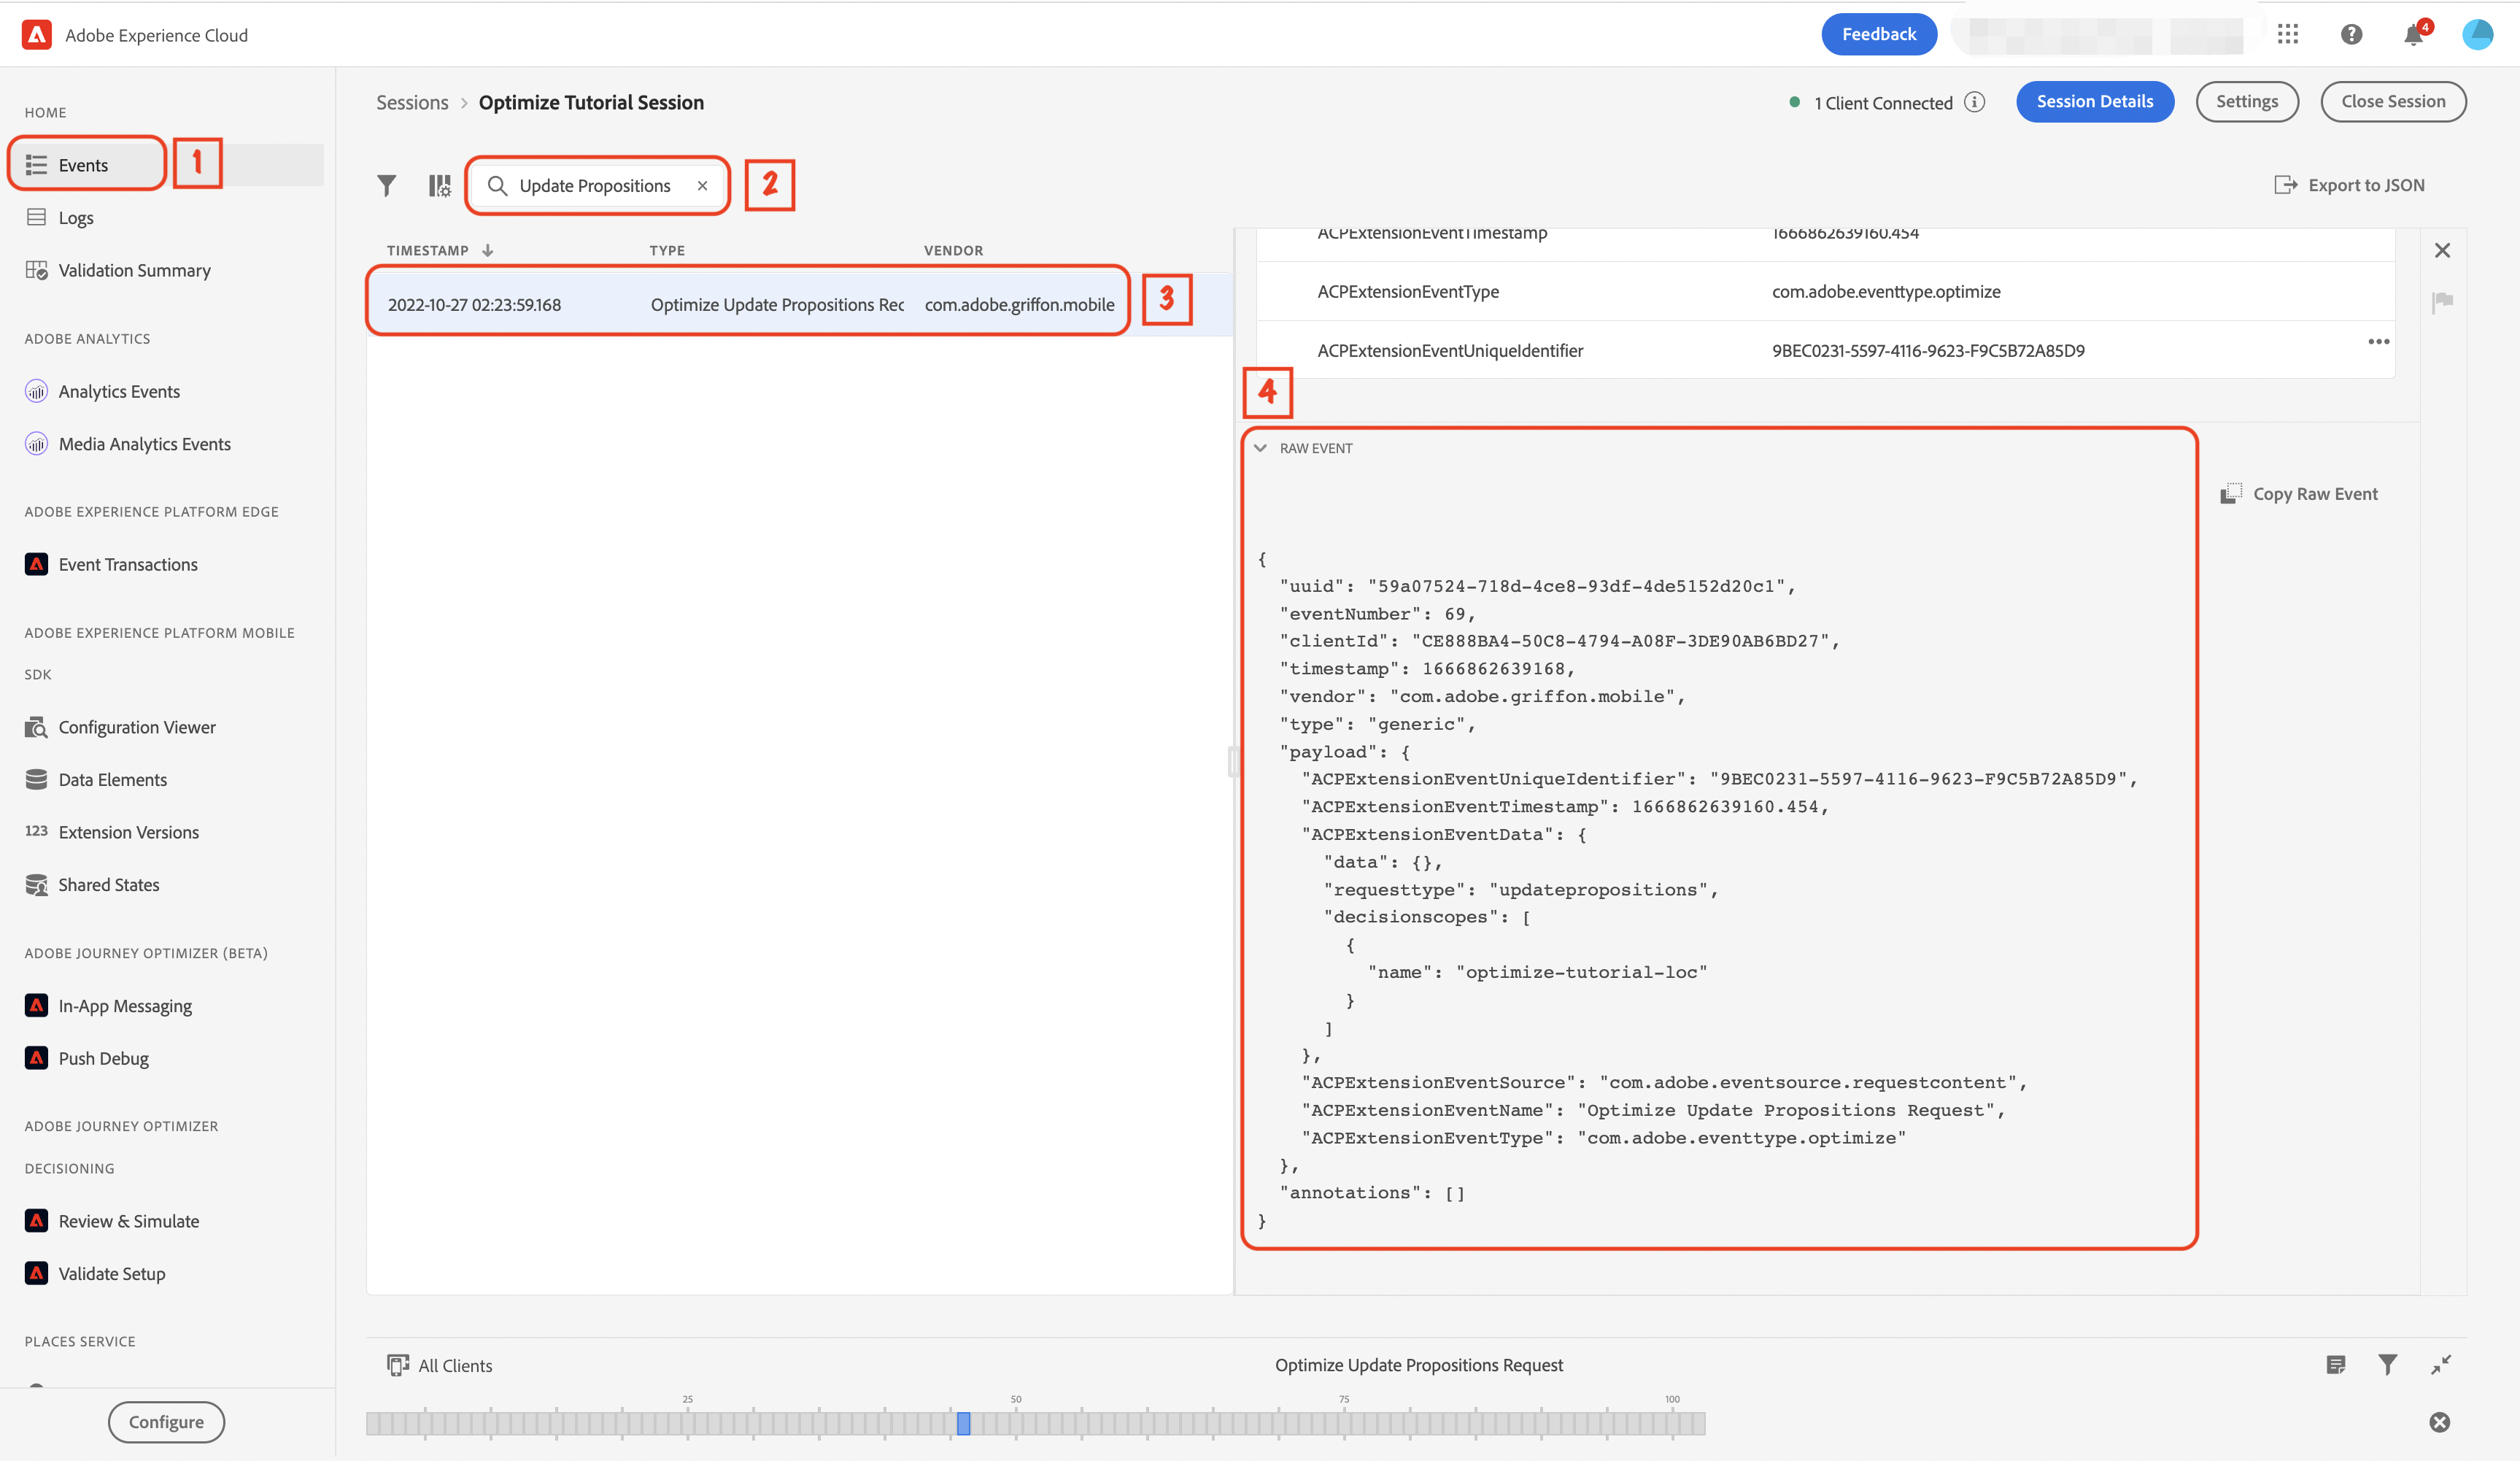 Adobe Experience Cloud
Feedback
4
HOME
Events
1
Logs
Validation Summary
ADOBE ANALYTICS
Analytics Events
Media Analytics Events
ADOBE EXPERIENCE PLATFORM EDGE
Event Transactions
ADOBE EXPERIENCE PLATFORM MOBILE
SDK
Configuration Viewer
Data Elements
123 Extension Versions
Shared States
ADOBE JOURNEY OPTIMIZER (BETA)
In-App Messaging
Push Debug
ADOBE JOURNEY OPTIMIZER
DECISIONING
Review & Simulate
Validate Setup
PLACES SERVICE
Configure
Sessions > Optimize Tutorial Session
1 Client Connected
Session Details
Settings
Close Session
Update Propositions
2
Export to JSON
TIMESTAMP TYPE VENDOR
2022-10-27 02:23:59.168 Optimize Update Propositions Rec com.adobe.griffon.mobile
3
ACPExtensionEventTimestamp 1666862639160.454
ACPExtensionEventType com.adobe.eventtype.optimize
ACPExtensionEventUniqueIdentifier 9BEC0231-5597-4116-9623-F9C5B72A85D9
4
RAW EVENT
Copy Raw Event
{
"uuid": "59a07524-718d-4ce8-93df-4de5152d20c1",
"eventNumber": 69,
"clientId": "CE888BA4-50C8-4794-A08F-3DE90AB6BD27",
"timestamp": 1666862639168,
"vendor": "com.adobe.griffon.mobile",
"type": "generic",
"payload": {
"ACPExtensionEventUniqueIdentifier": "9BEC0231-5597-4116-9623-F9C5B72A85D9",
"ACPExtensionEventTimestamp": 1666862639160.454,
"ACPExtensionEventData": {
"data": {},
"requesttype": "updatepropositions",
"decisionscopes": [
{
"name": "optimize-tutorial-loc"
}
]
},
"ACPExtensionEventSource": "com.adobe.eventsource.requestcontent",
"ACPExtensionEventName": "Optimize Update Propositions Request",
"ACPExtensionEventType": "com.adobe.eventtype.optimize"
},
"annotations": []
}
All Clients
Optimize Update Propositions Request
25 50 75 100